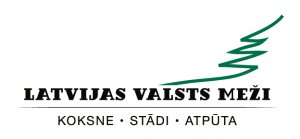 LATVIJAS VALSTS MEŽI
KOKSNE • STĀDI • ATPŪTA